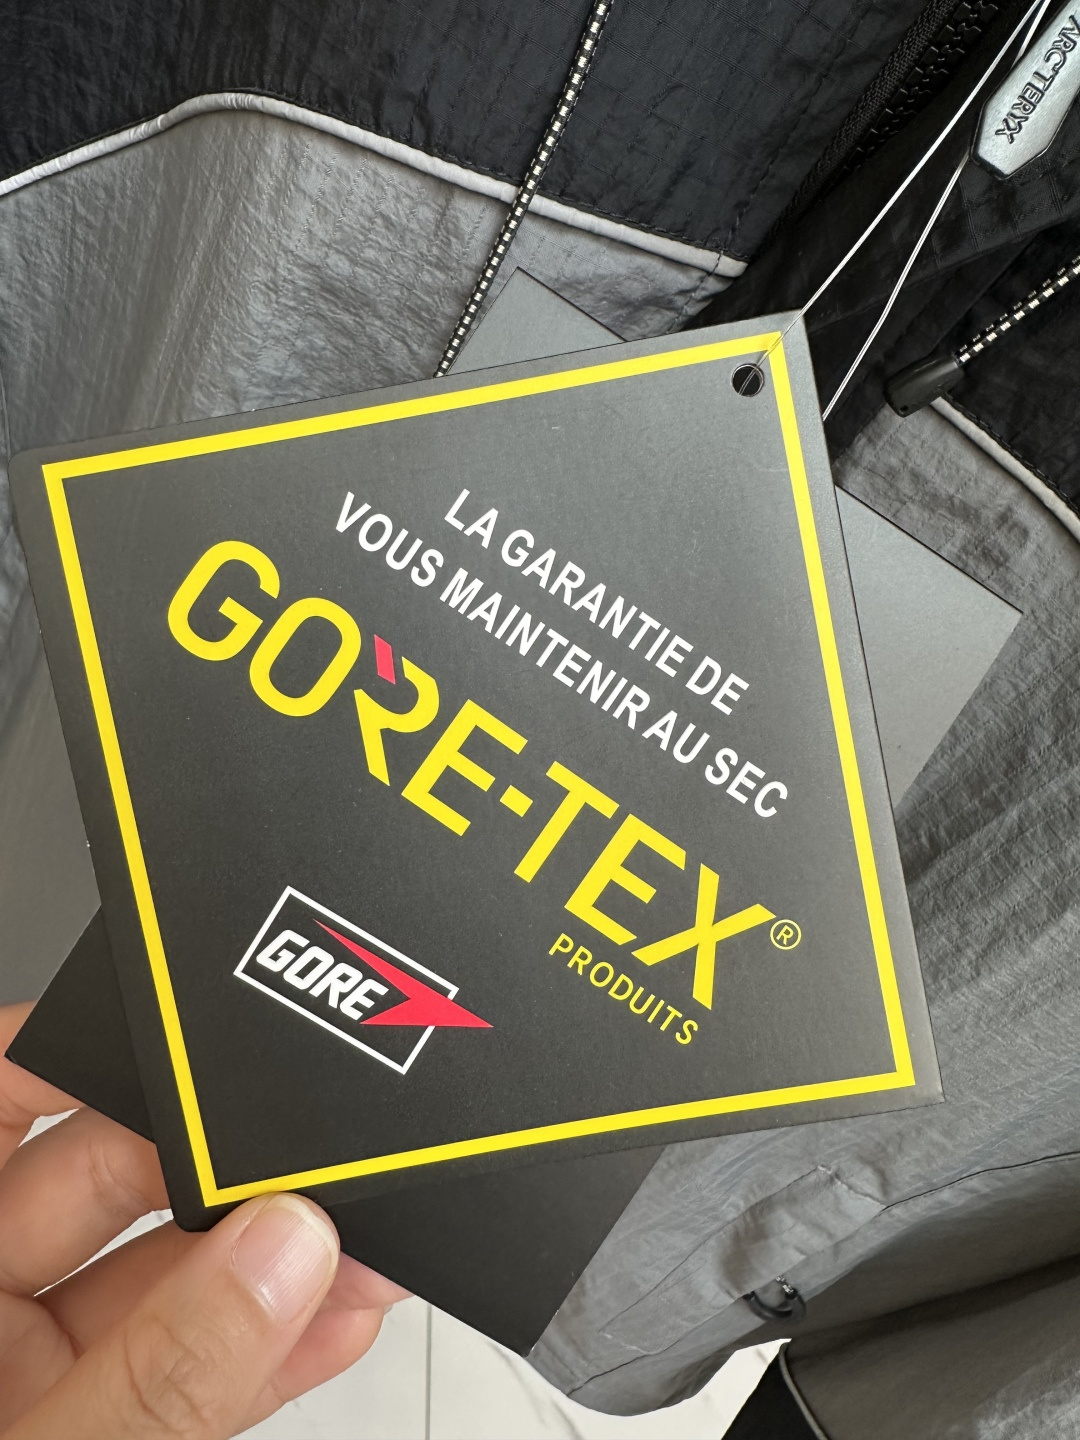 ARC'TERYX
LA GARANTIE DE
VOUS MAINTENIR AU SEC
GORE-TEX®
PRODUITS
GORE